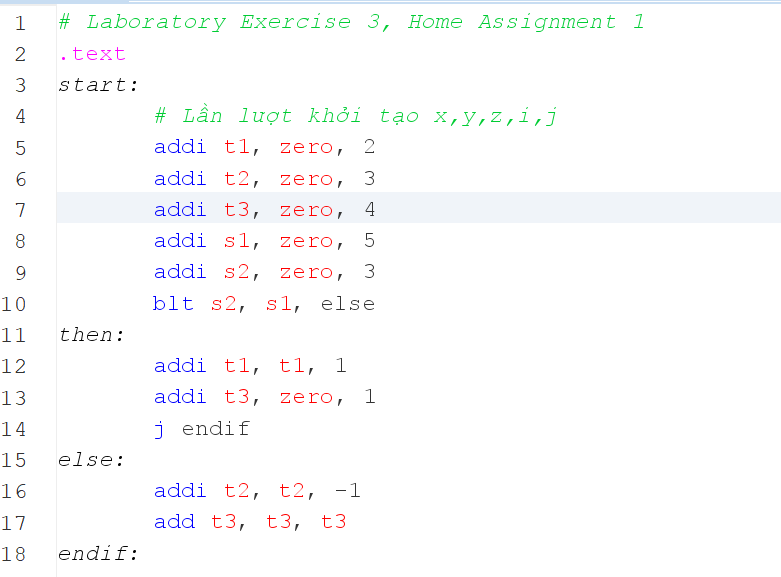 1 # Laboratory Exercise 3, Home Assignment 1
2 .text
3 start:
4 # Lần lượt khởi tạo x,y,z,i,j
5 addi t1, zero, 2
6 addi t2, zero, 3
7 addi t3, zero, 4
8 addi s1, zero, 5
9 addi s2, zero, 3
10 blt s2, s1, else
11 then:
12 addi t1, t1, 1
13 addi t3, zero, 1
14 j endif
15 else:
16 addi t2, t2, -1
17 add t3, t3, t3
18 endif: